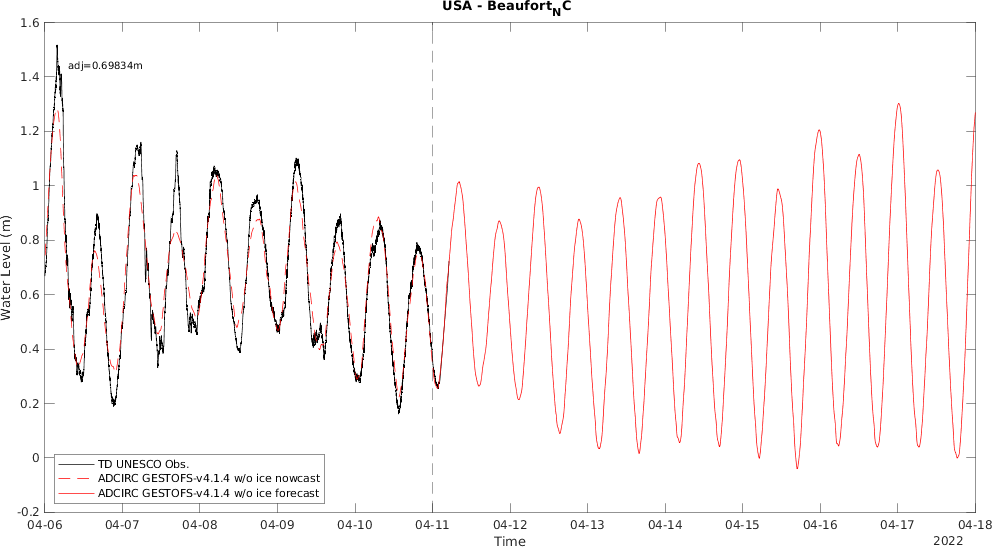 USA - Beaufort_NC
adj=0.69834m
Water Level (m)
1.6
1.4
1.2
1
0.8
0.6
0.4
0.2
0
-0.2
TD UNESCO Obs.
ADCIRC GESTOFS-v4.1.4 w/o ice nowcast
ADCIRC GESTOFS-v4.1.4 w/o ice forecast
04-06 04-07 04-08 04-09 04-10 04-11 04-12 04-13 04-14 04-15 04-16 04-17 04-18
Time
2022